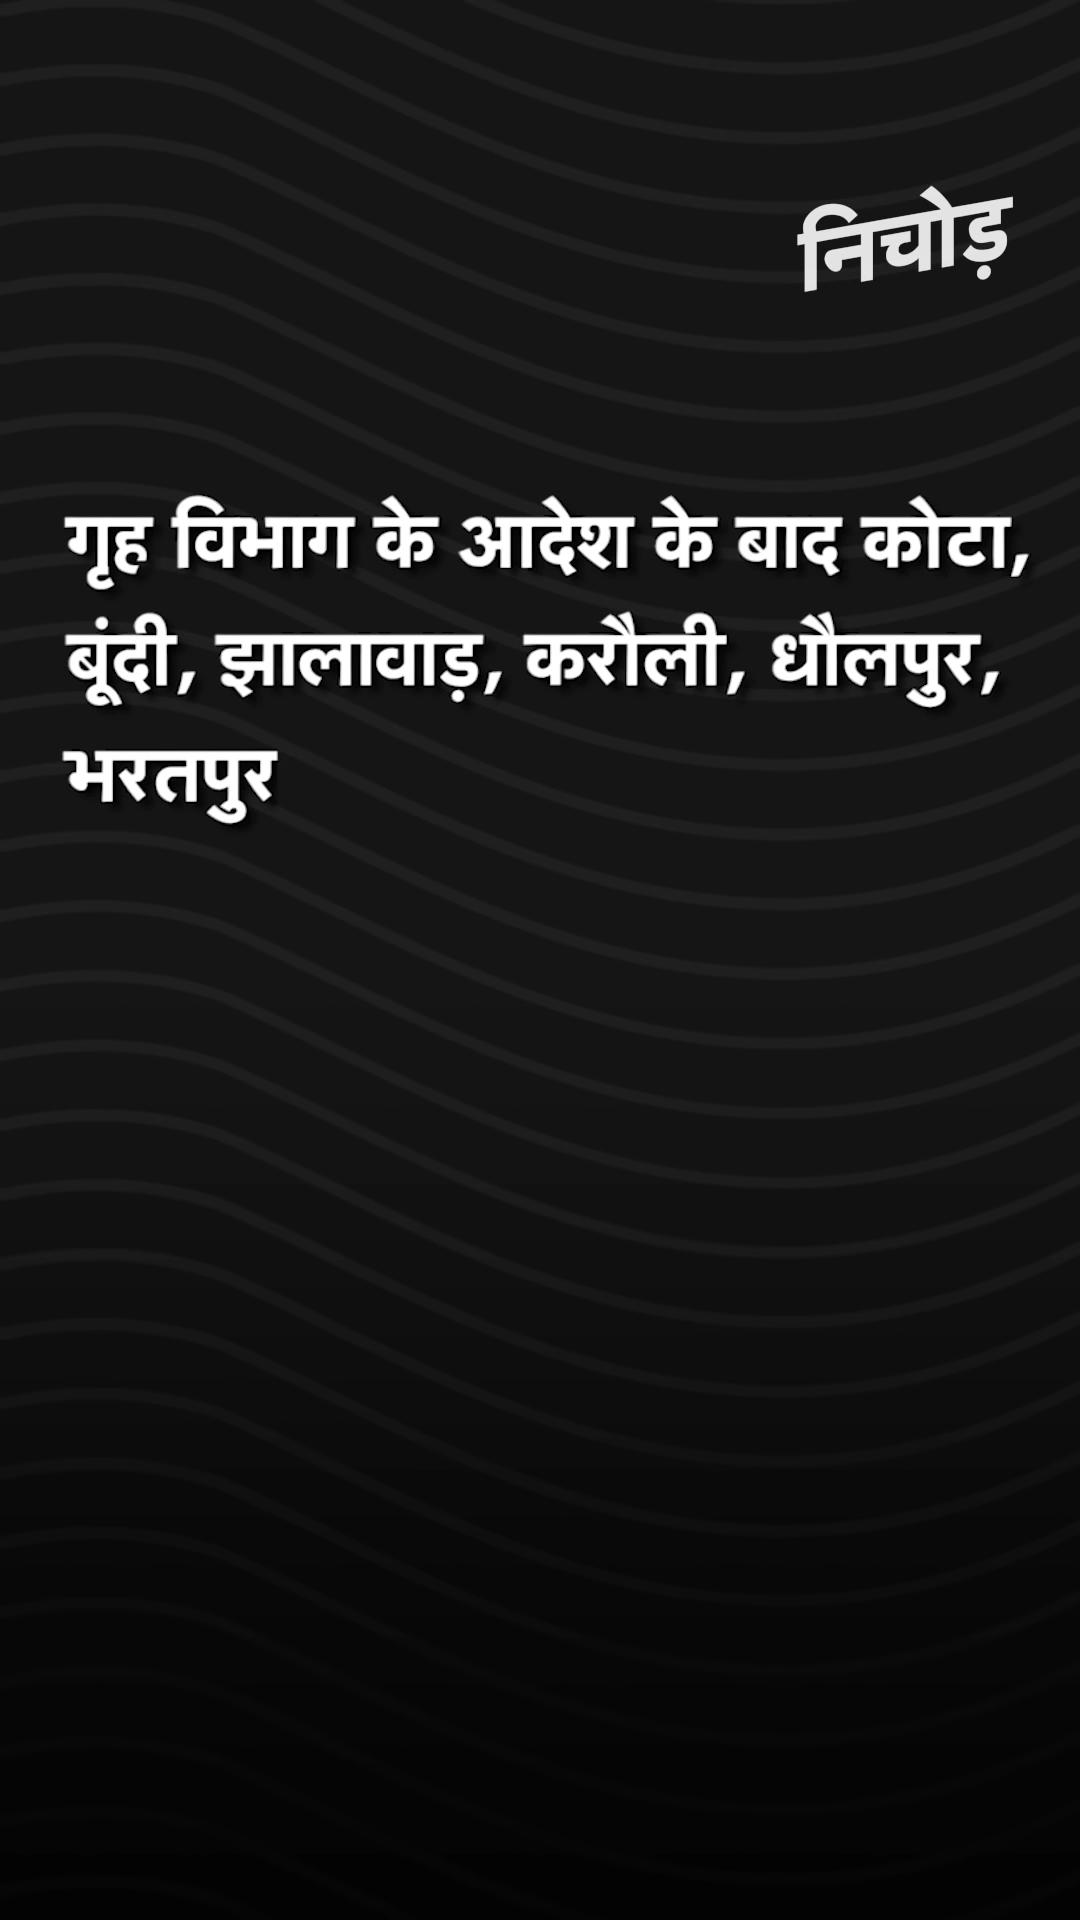 निचोड़
गृह विभाग के आदेश के बाद कोटा,
बूंदी, झालावाड़, करौली, धौलपुर,
भरतपुर